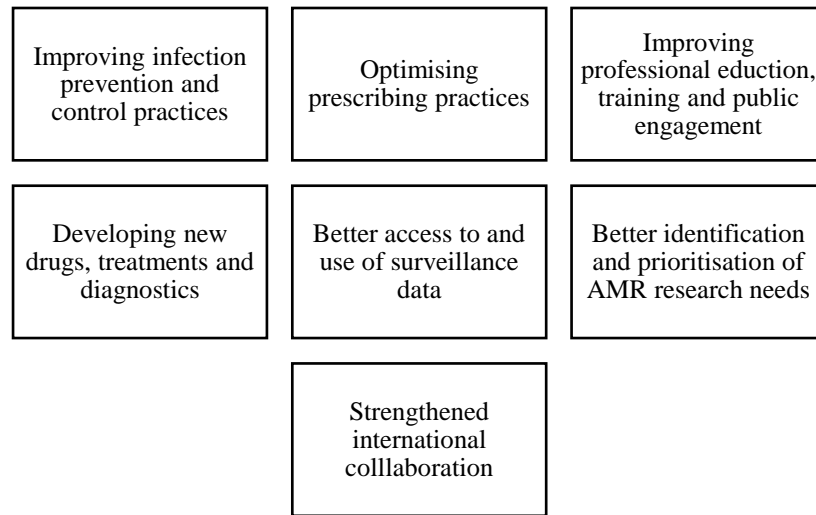 Improving infection
prevention and
control practices
Optimising
prescribing practices
Improving
professional eduction,
training and public
engagement
Developing new
drugs, treatments and
diagnostics
Better access to and
use of surveillance
data
Better identification
and prioritisation of
AMR research needs
Strengthened
international
colllaboration